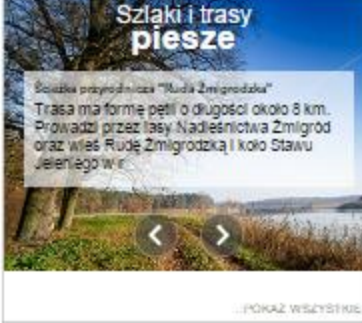 Szlaki i trasy
piesze
Ścieżka przyrodnicza "Ruda Żmigrodzka"
Trasa ma formę pętli o długości około 8 km.
Prowadzi przez lasy Nadleśnictwa Żmigród
oraz wieś Rudę Żmigrodzką i koło Stawu
Jeleniego w r
...POKAŻ WSZYSTKIE